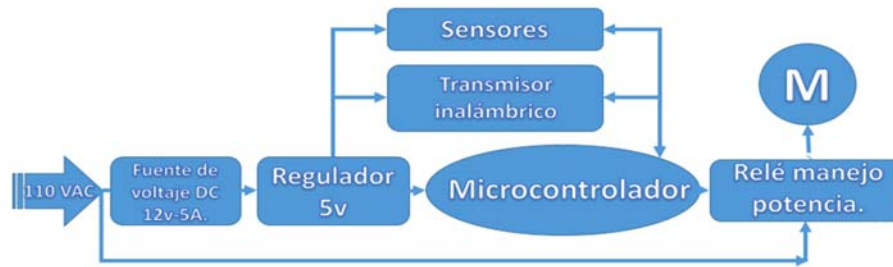 Sensores
Transmisor
inalámbrico
M
110 VAC
Fuente de
voltaje DC
12v-5A.
Regulador
5v
Microcontrolador
Relé manejo
potencia.